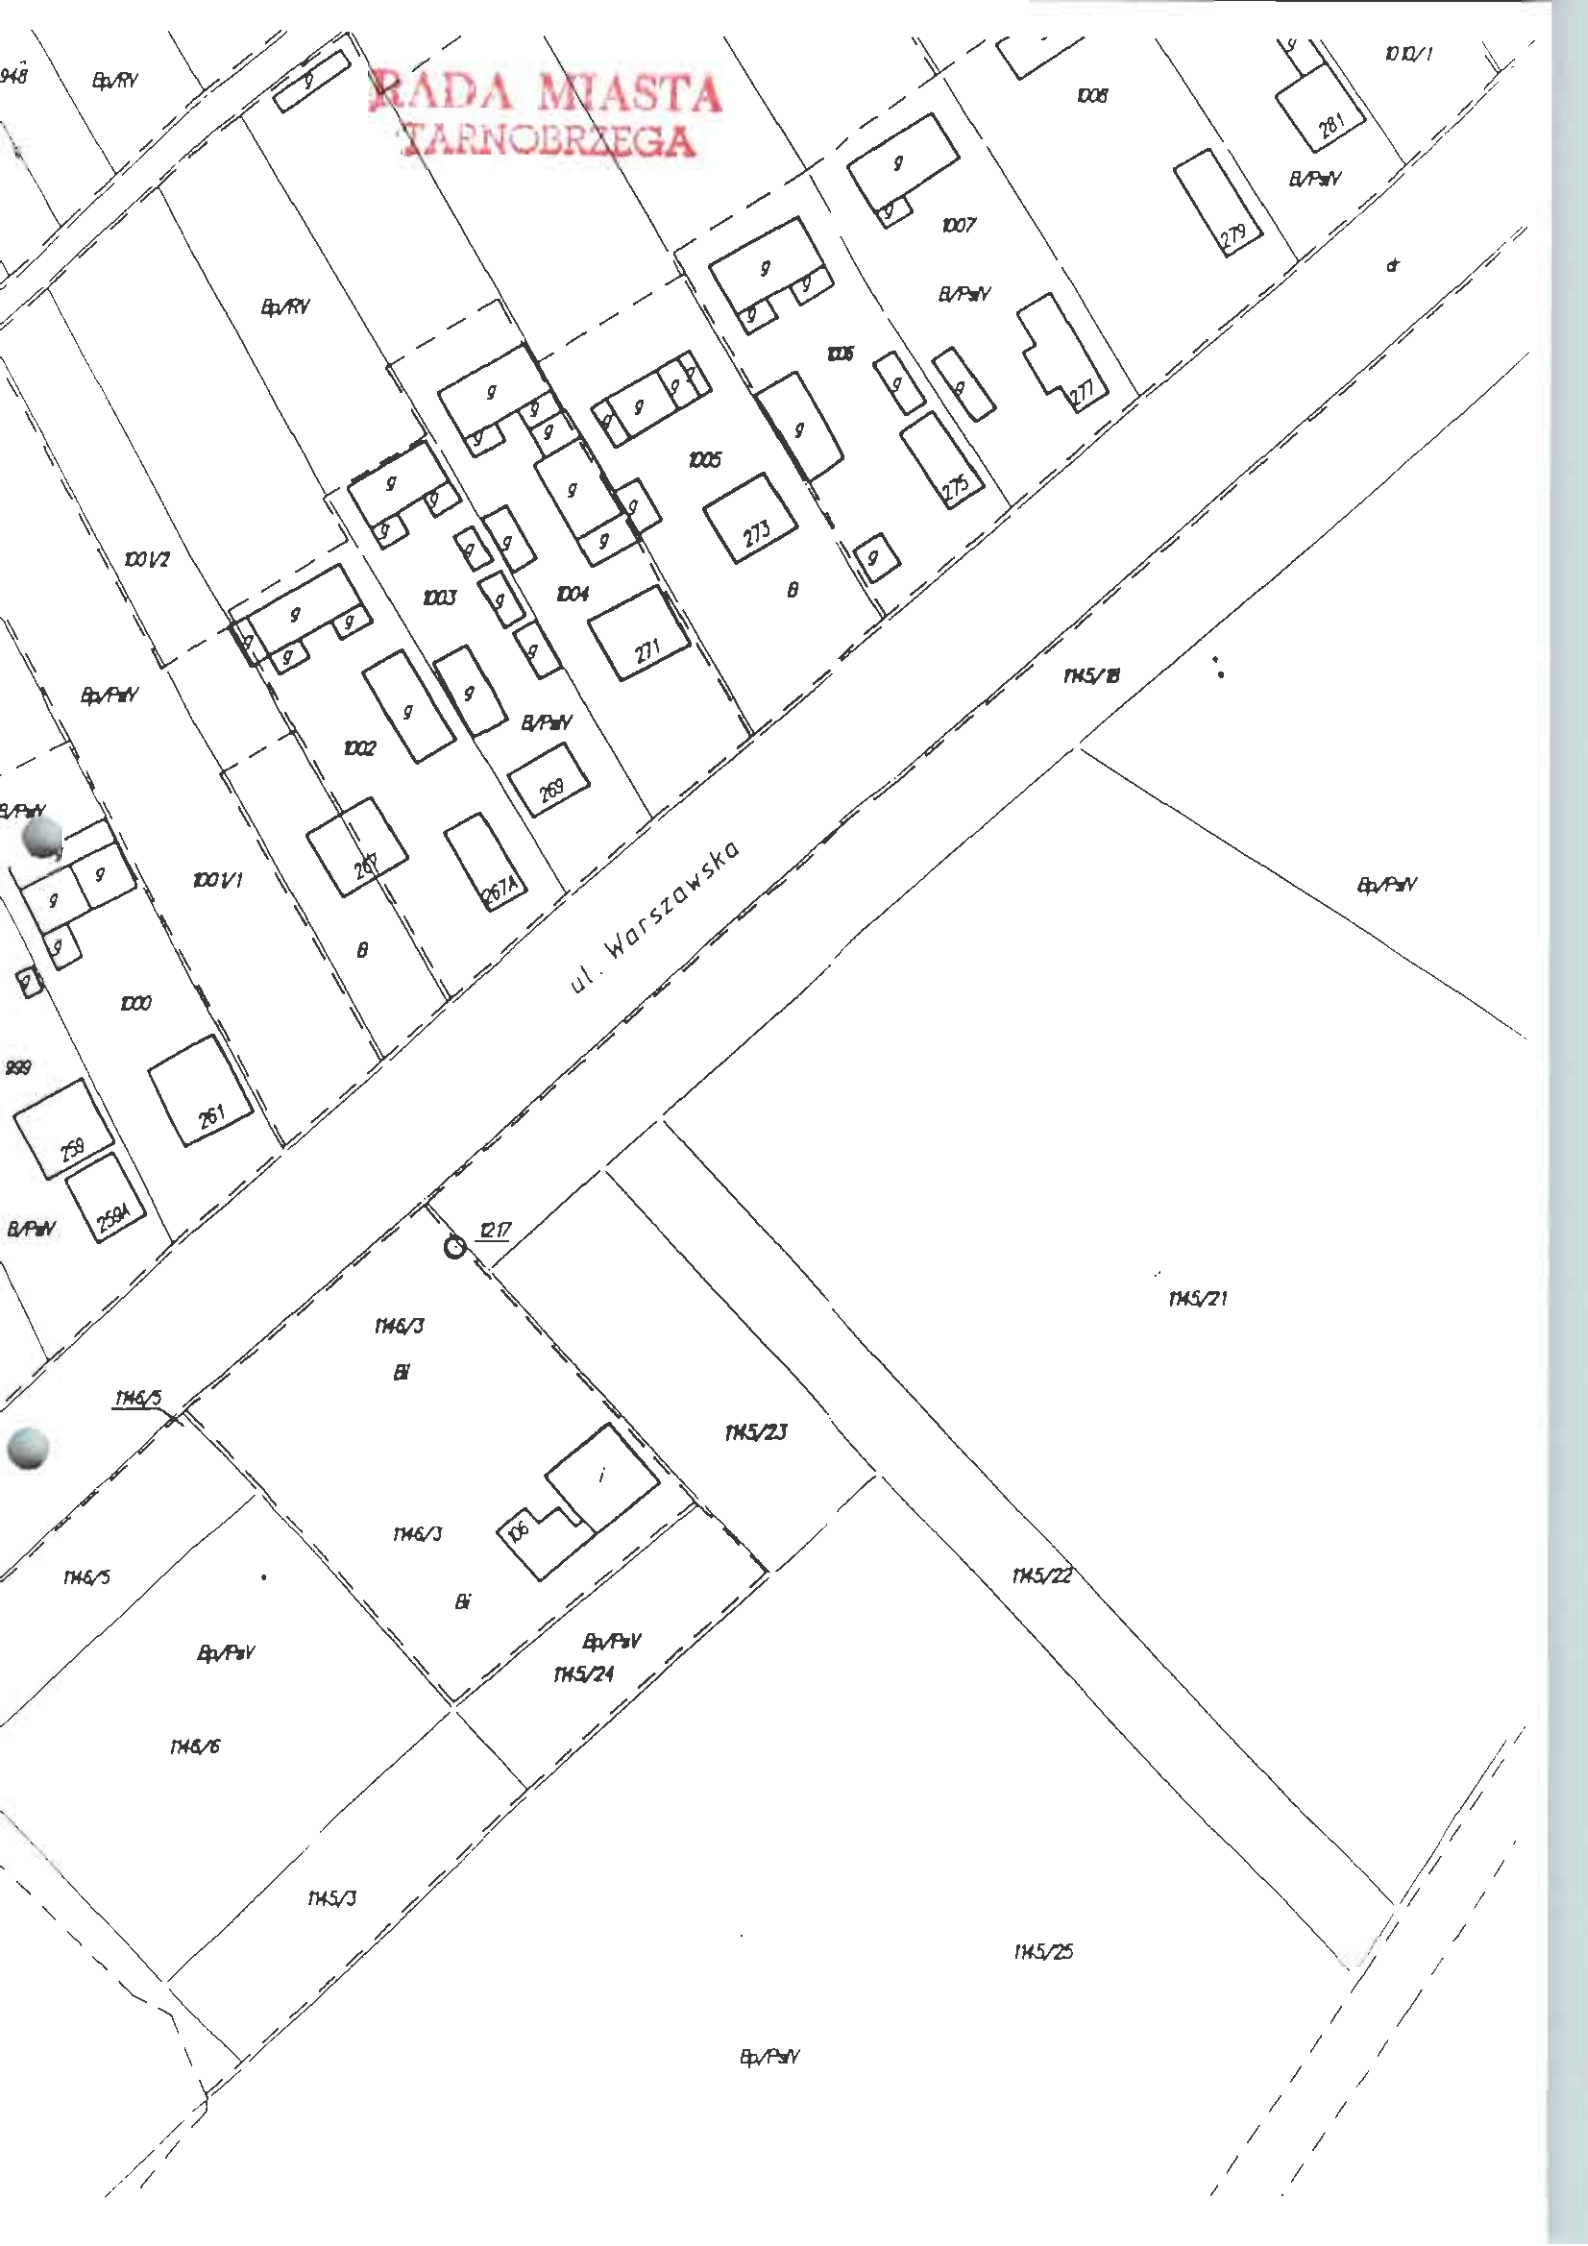 948
Bp/RV
g
RADA MIASTA
TARNOBRZEGA
1008
g
1010/1
281
B/PsIV
g
g
1007
279
dr
Bp/RV
g
g
g
B/PsIV
1006
277
g
g
g
g
g
g
g
g
g
g
g
1005
g
275
g
g
g
g
g
g
273
g
1001/2
g
g
g
g
1003
g
1004
B
g
g
g
g
g
271
1145/18
Bp/PsIV
g
g
B/PsIV
1002
269
B/PsIV
g
g
267
1001/1
267A
ul. Warszawska
Bp/PsIV
g
B
g
1000
999
261
259
259A
B/PsIV
1217
1145/21
1146/3
Bi
1146/5
1145/23
i
106
1146/3
1146/5
1145/22
Bi
Bp/PsV
Bp/PsV
1145/24
1146/6
1145/3
1145/25
Bp/PsIV